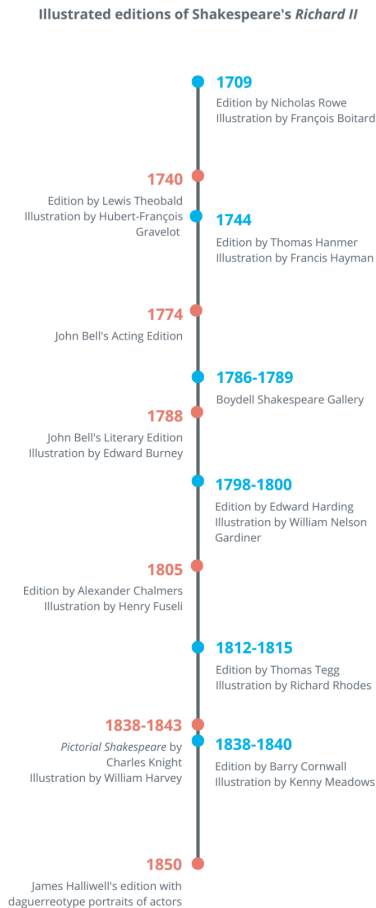 Illustrated editions of Shakespeare's Richard II
1709
Edition by Nicholas Rowe
Illustration by François Boitard
1740
Edition by Lewis Theobald
Illustration by Hubert-François
Gravelot
1744
Edition by Thomas Hanmer
Illustration by Francis Hayman
1774
John Bell's Acting Edition
1786-1789
Boydell Shakespeare Gallery
1788
John Bell's Literary Edition
Illustration by Edward Burney
1798-1800
Edition by Edward Harding
Illustration by William Nelson
Gardiner
1805
Edition by Alexander Chalmers
Illustration by Henry Fuseli
1812-1815
Edition by Thomas Tegg
Illustration by Richard Rhodes
1838-1843
Pictorial Shakespeare by
Charles Knight
Illustration by William Harvey
1838-1840
Edition by Barry Cornwall
Illustration by Kenny Meadows
1850
James Halliwell's edition with
daguerreotype portraits of actors